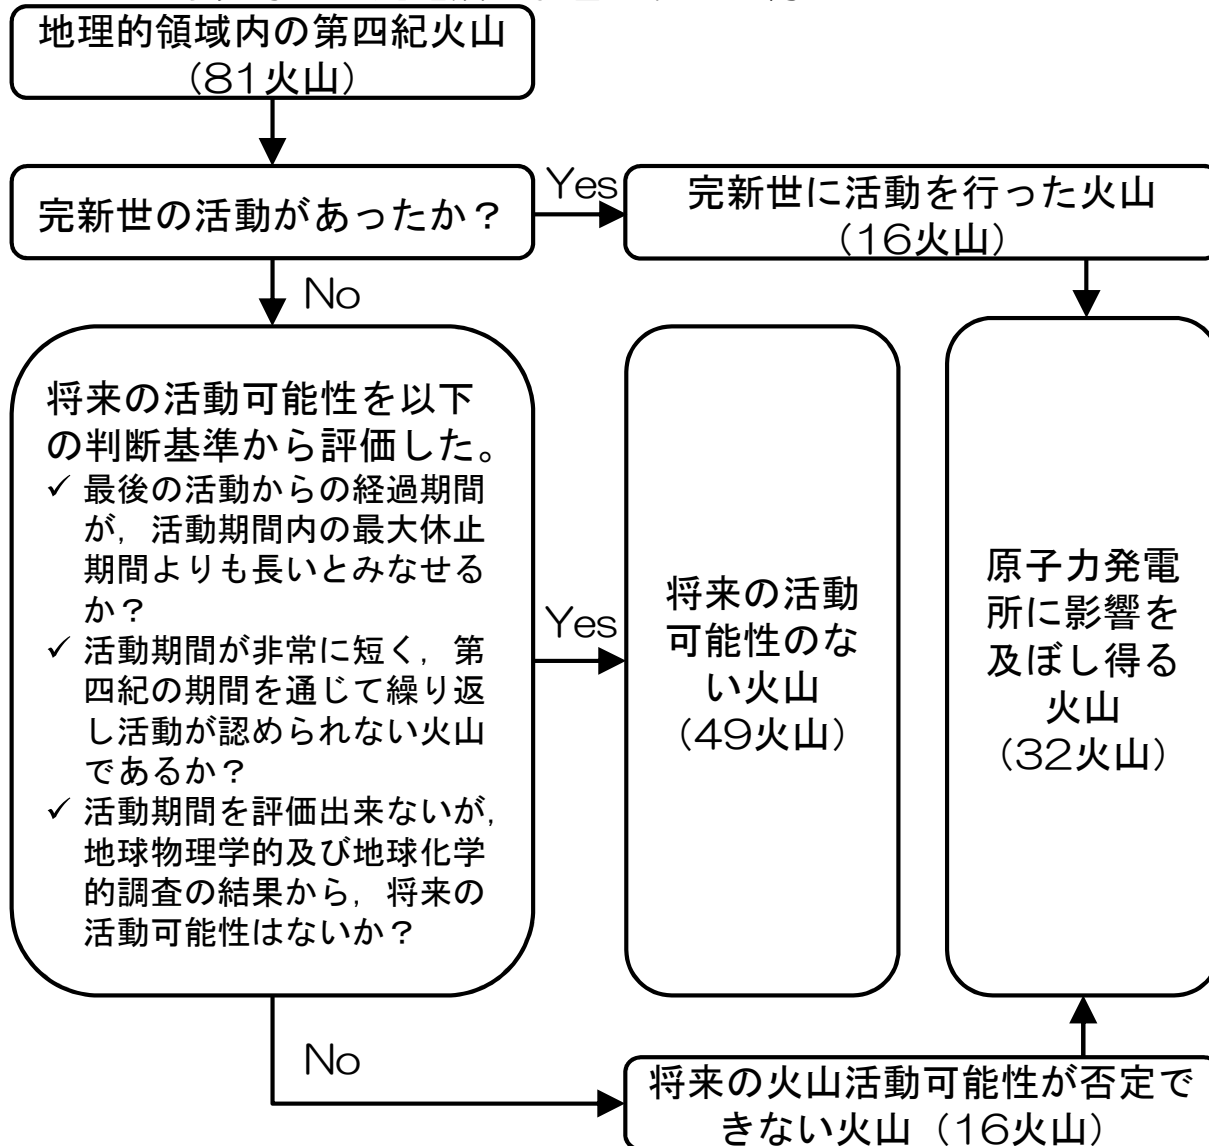 地理的領域内の第四紀火山
（81火山）
完新世の活動があったか？
Yes
完新世に活動を行った火山
（16火山）
No
将来の活動可能性を以下
の判断基準から評価した。
✓ 最後の活動からの経過期間
が，活動期間内の最大休止
期間よりも長いとみなせる
か？
✓ 活動期間が非常に短く，第
四紀の期間を通じて繰り返
し活動が認められない火山
であるか？
✓ 活動期間を評価出来ないが，
地球物理学的及び地球化学
的調査の結果から，将来の
活動可能性はないか？
Yes
将来の活動
可能性のな
い火山
（49火山）
原子力発電
所に影響を
及ぼし得る
火山
（32火山）
No
将来の火山活動可能性が否定で
きない火山（16火山）